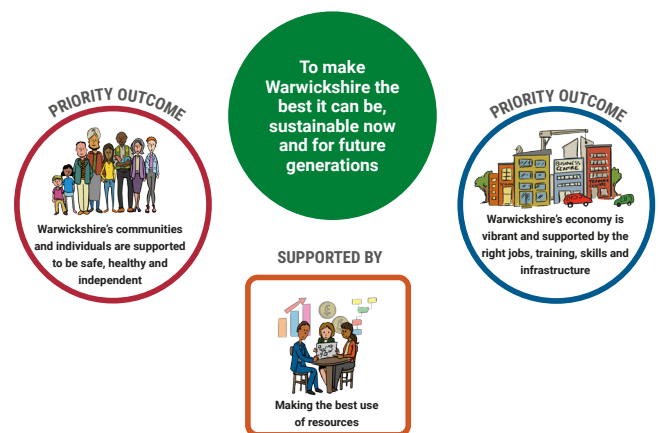 To make
Warwickshire the
best it can be,
sustainable now
and for future
generations
PRIORITY OUTCOME
Warwickshire's communities
and individuals are supported
to be safe, healthy and
independent
PRIORITY OUTCOME
BUSINESS
CENTRE
Warwickshire's economy is
vibrant and supported by the
right jobs, training, skills and
infrastructure
SUPPORTED BY
£
Making the best use
of resources